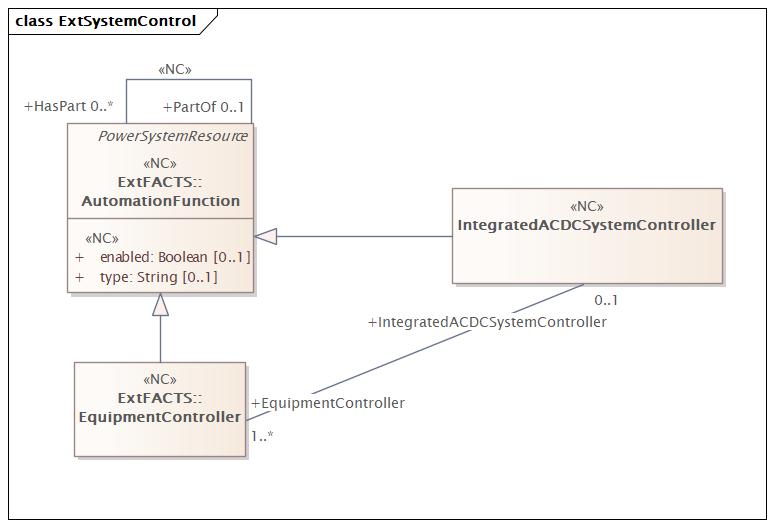 class ExtSystemControl
«NC»
+HasPart 0..*
+PartOf 0..1
PowerSystemResource
«NC»
ExtFACTS::
AutomationFunction
«NC»
+ enabled: Boolean [0..1]
+ type: String [0..1]
«NC»
IntegratedACDCSystemController
0..1
+IntegratedACDCSystemController
«NC»
ExtFACTS::
EquipmentController
+EquipmentController
1..*